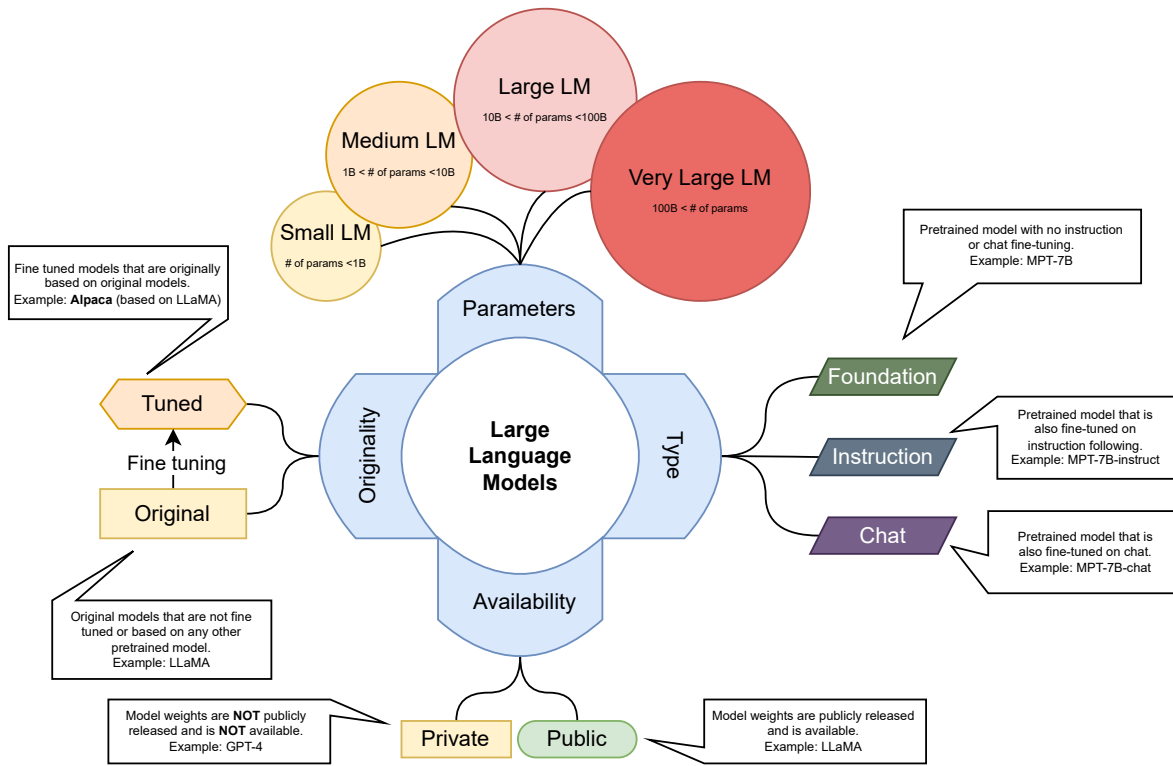 Large LM
10B < # of params <100B
Medium LM
1B < # of params <10B
Very Large LM
100B < # of params
Small LM
# of params <1B
Pretrained model with no instruction
or chat fine-tuning.
Example: MPT-7B
Fine tuned models that are originally
based on original models.
Example: Alpaca (based on LLaMA)
Parameters
Foundation
Tuned
Fine tuning
Original
Originality
Large
Language
Models
Type
Instruction
Pretrained model that is
also fine-tuned on
instruction following.
Example: MPT-7B-instruct
Chat
Pretrained model that is
also fine-tuned on chat.
Example: MPT-7B-chat
Availability
Original models that are not fine
tuned or based on any other
pretrained model.
Example: LLaMA
Model weights are NOT publicly
released and is NOT available.
Example: GPT-4
Private
Public
Model weights are publicly released
and is available.
Example: LLaMA